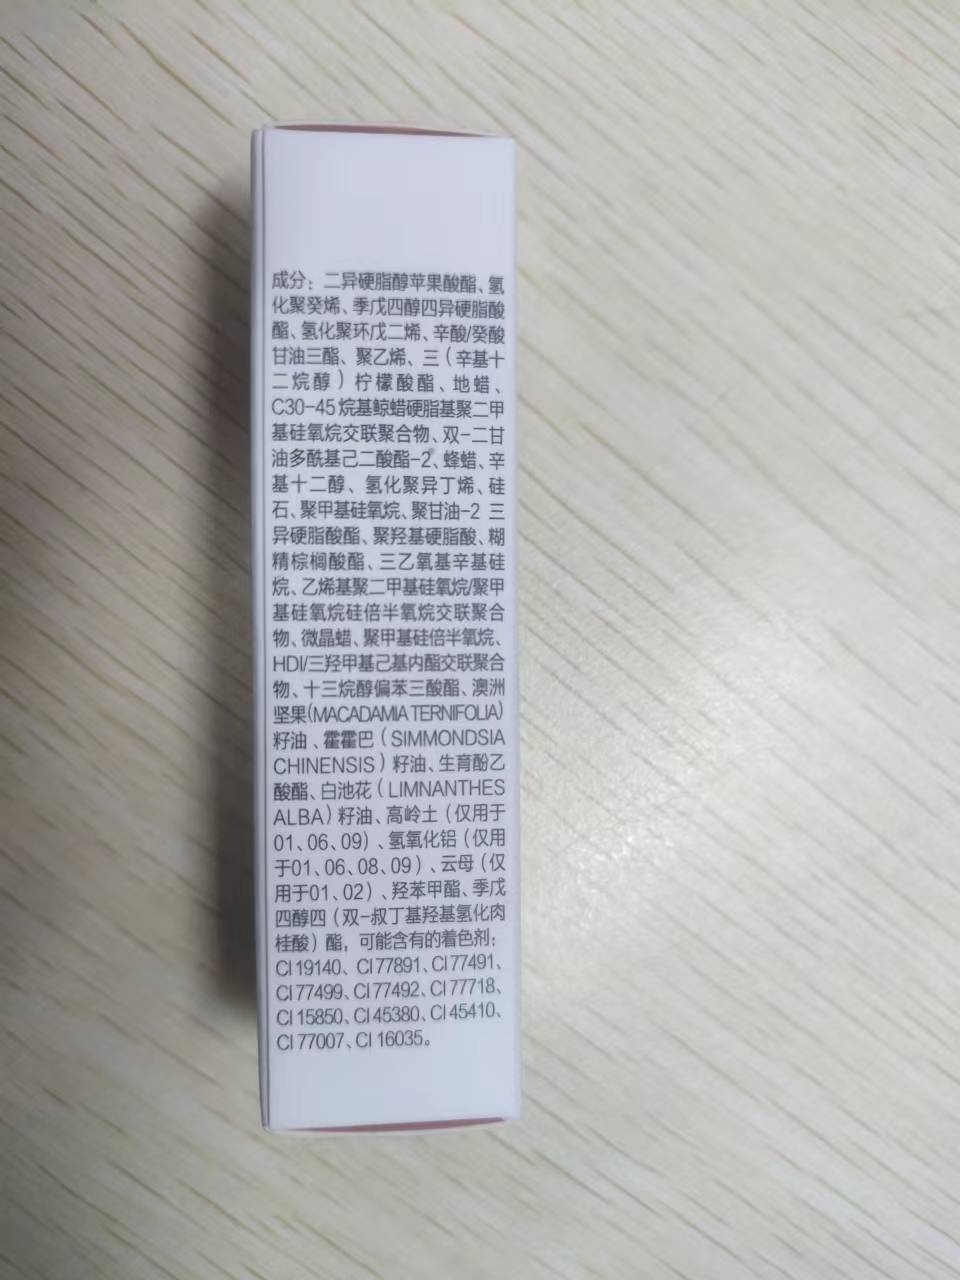 成分：二异硬脂醇苹果酸酯、氢
化聚癸烯、季戊四醇四异硬脂酸
酯、氢化聚环戊二烯、辛酸/癸酸
甘油三酯、聚乙烯、三（辛基十
二烷醇）柠檬酸酯、地蜡、
C30-45烷基鲸蜡硬脂基聚二甲
基硅氧烷交联聚合物、双-二甘
油多酰基己二酸酯-2、蜂蜡、辛
基十二醇、氢化聚异丁烯、硅
石、聚甲基硅氧烷、聚甘油-2 三
异硬脂酸酯、聚羟基硬脂酸、糊
精棕榈酸酯、三乙氧基辛基硅
烷、乙烯基聚二甲基硅氧烷/聚甲
基硅氧烷硅倍半氧烷交联聚合
物、微晶蜡、聚甲基硅倍半氧烷、
HDI/三羟甲基己基内酯交联聚合
物、十三烷醇偏苯三酸酯、澳洲
坚果(MACADAMIA TERNIFOLIA)
籽油、霍霍巴（SIMMONDSIA
CHINENSIS）籽油、生育酚乙
酸酯、白池花（LIMNANTHES
ALBA）籽油、高岭土（仅用于
01、06、09）、氢氧化铝（仅用
于01、06、08、09）、云母（仅
用于01、02）、羟苯甲酯、季戊
四醇四（双-叔丁基羟基氢化肉
桂酸）酯，可能含有的着色剂：
CI 19140、CI 77891、CI 77491、
CI 77499、CI 77492、CI 77718、
CI 15850、CI 45380、CI 45410、
CI 77007、CI 16035。